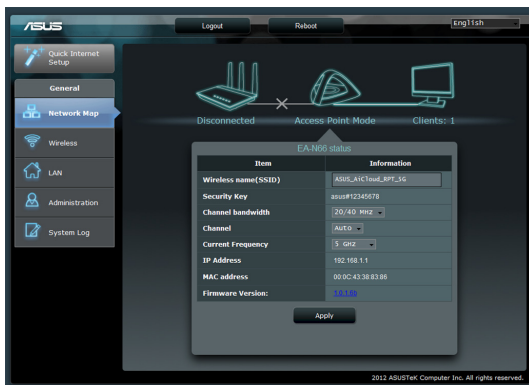 ASUS
Logout
Reboot
English
Quick Internet Setup
General
Network Map
Wireless
LAN
Administration
System Log
Disconnected
Access Point Mode
Clients: 1
EA-N66 status
Item Information
Wireless name(SSID) ASUS_AiCloud_RPT_5G
Security Key asus#12345678
Channel bandwidth 20/40 MHz
Channel Auto
Current Frequency 5 GHz
IP Address 192.168.1.1
MAC address 00:0C:43:38:83:86
Firmware Version:
Apply
2012 ASUSTeK Computer Inc. All rights reserved.